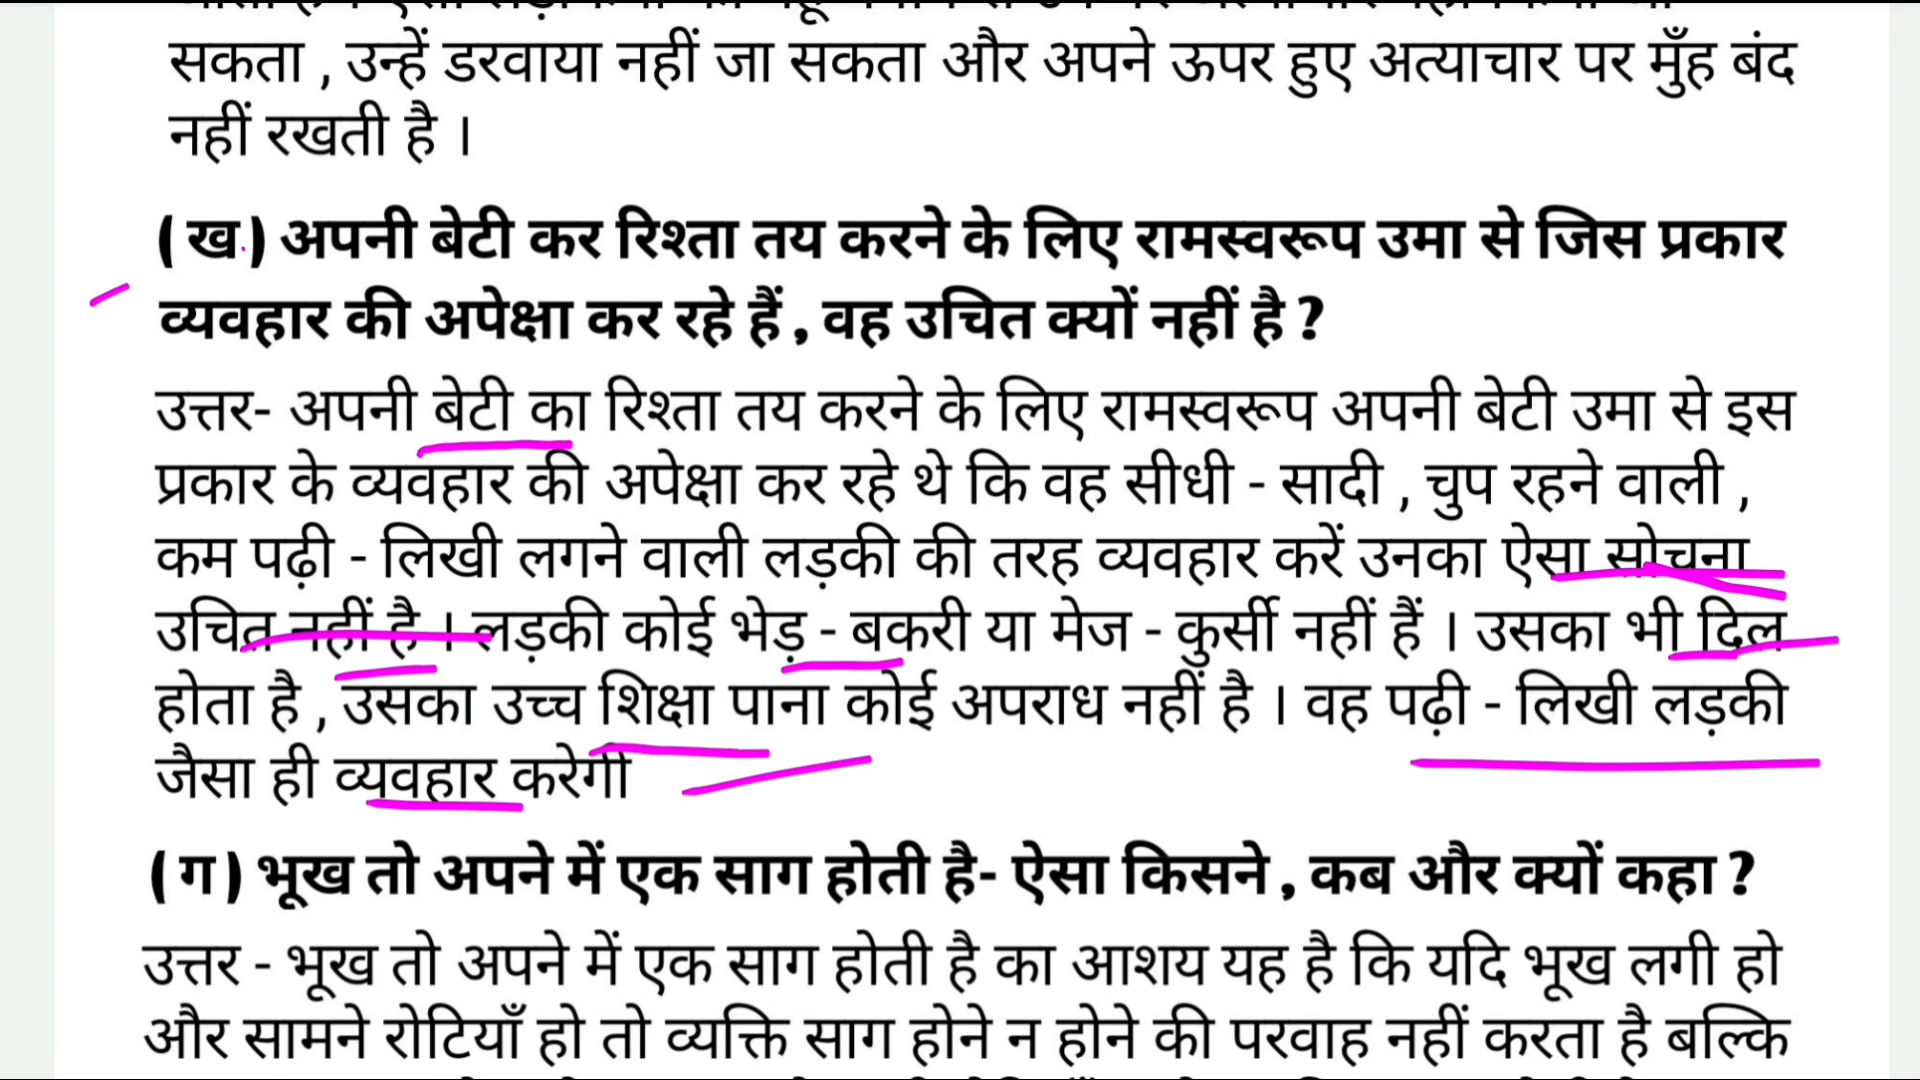 सकता , उन्हें डरवाया नहीं जा सकता और अपने ऊपर हुए अत्याचार पर मुँह बंद
नहीं रखती है ।
( ख ) अपनी बेटी कर रिश्ता तय करने के लिए रामस्वरूप उमा से जिस प्रकार
व्यवहार की अपेक्षा कर रहे हैं , वह उचित क्यों नहीं है ?
उत्तर- अपनी बेटी का रिश्ता तय करने के लिए रामस्वरूप अपनी बेटी उमा से इस
प्रकार के व्यवहार की अपेक्षा कर रहे थे कि वह सीधी - सादी , चुप रहने वाली ,
कम पढ़ी - लिखी लगने वाली लड़की की तरह व्यवहार करें उनका ऐसा सोचना
उचित नहीं है । लड़की कोई भेड़ - बकरी या मेज - कुर्सी नहीं हैं । उसका भी दिल
होता है , उसका उच्च शिक्षा पाना कोई अपराध नहीं है । वह पढ़ी - लिखी लड़की
जैसा ही व्यवहार करेगी
( ग ) भूख तो अपने में एक साग होती है- ऐसा किसने , कब और क्यों कहा ?
उत्तर - भूख तो अपने में एक साग होती है का आशय यह है कि यदि भूख लगी हो
और सामने रोटियाँ हो तो व्यक्ति साग होने न होने की परवाह नहीं करता है बल्कि